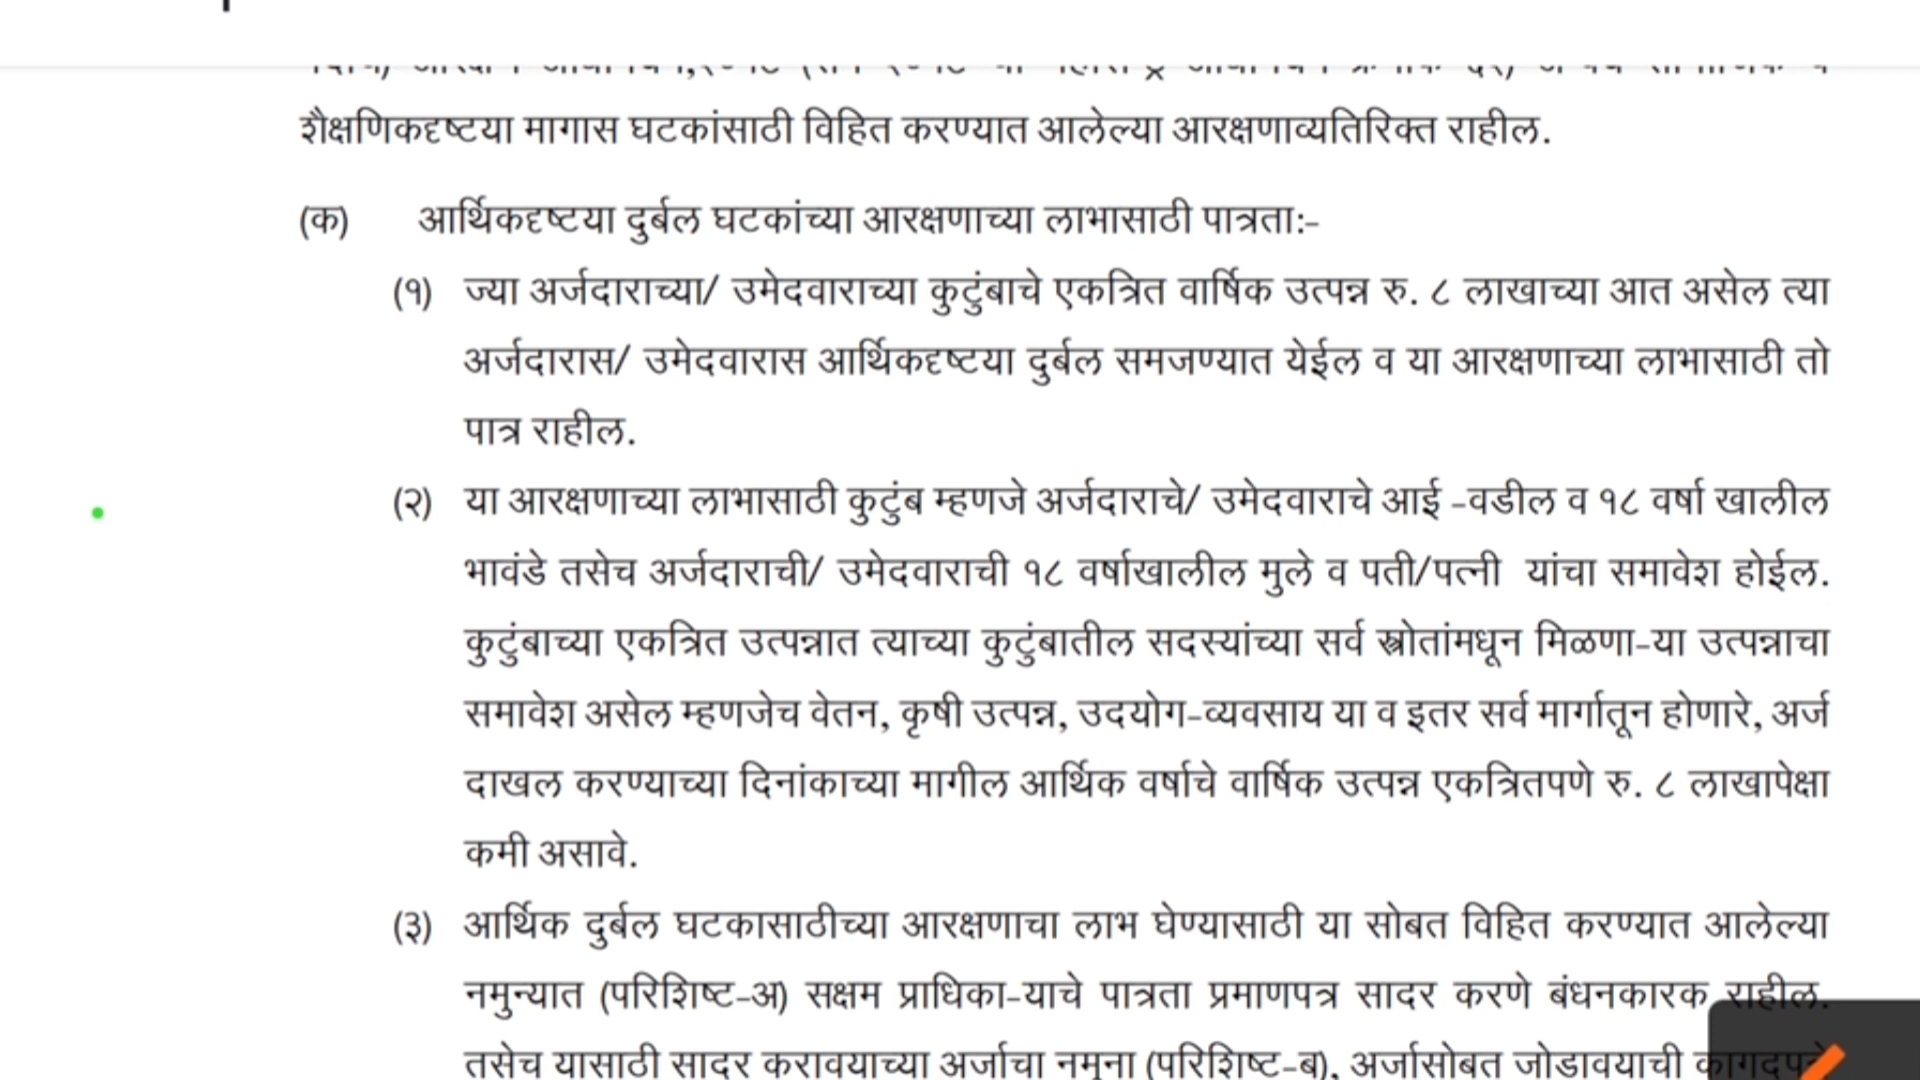 शैक्षणिकदृष्टया मागास घटकांसाठी विहित करण्यात आलेल्या आरक्षणाव्यतिरिक्त राहील.
(क) आर्थिकदृष्टया दुर्बल घटकांच्या आरक्षणाच्या लाभासाठी पात्रता:-
(१) ज्या अर्जदाराच्या/ उमेदवाराच्या कुटुंबाचे एकत्रित वार्षिक उत्पन्न रु. ८ लाखाच्या आत असेल त्या
अर्जदारास/ उमेदवारास आर्थिकदृष्टया दुर्बल समजण्यात येईल व या आरक्षणाच्या लाभासाठी तो
पात्र राहील.
(२) या आरक्षणाच्या लाभासाठी कुटुंब म्हणजे अर्जदाराचे/ उमेदवाराचे आई -वडील व १८ वर्षा खालील
भावंडे तसेच अर्जदाराची/ उमेदवाराची १८ वर्षाखालील मुले व पती/पत्नी यांचा समावेश होईल.
कुटुंबाच्या एकत्रित उत्पन्नात त्याच्या कुटुंबातील सदस्यांच्या सर्व स्त्रोतांमधून मिळणा-या उत्पन्नाचा
समावेश असेल म्हणजेच वेतन, कृषी उत्पन्न, उदयोग-व्यवसाय या व इतर सर्व मार्गातून होणारे, अर्ज
दाखल करण्याच्या दिनांकाच्या मागील आर्थिक वर्षाचे वार्षिक उत्पन्न एकत्रितपणे रु. ८ लाखापेक्षा
कमी असावे.
(३) आर्थिक दुर्बल घटकासाठीच्या आरक्षणाचा लाभ घेण्यासाठी या सोबत विहित करण्यात आलेल्या
नमुन्यात (परिशिष्ट-अ) सक्षम प्राधिका-याचे पात्रता प्रमाणपत्र सादर करणे बंधनकारक राहील.
तसेच यासाठी सादर करावयाच्या अर्जाचा नमुना (परिशिष्ट-ब), अर्जासोबत जोडावयाची